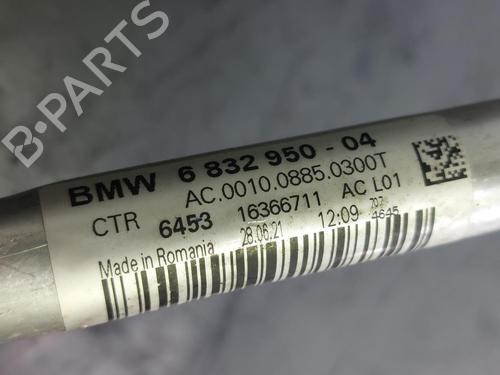 BMW 6 832 950 - 04
AC.0010.0885.0300T
CTR 6453 16366711 AC L01
Made in Romania 28.06.21 12:09 707
4645
B PARTS